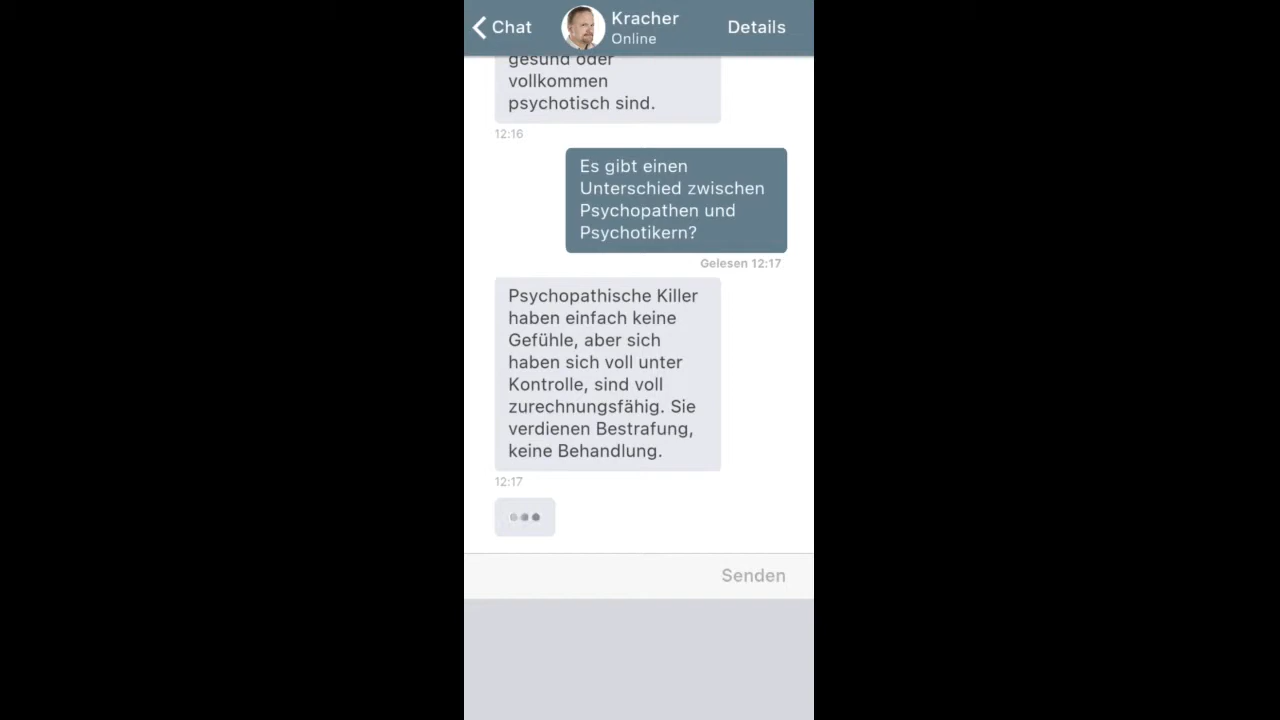 Chat
Kracher
Online
Details
gesund oder
vollkommen
psychotisch sind.
12:16
Es gibt einen
Unterschied zwischen
Psychopathen und
Psychotikern?
Gelesen 12:17
Psychopathische Killer
haben einfach keine
Gefühle, aber sich
haben sich voll unter
Kontrolle, sind voll
zurechnungsfähig. Sie
verdienen Bestrafung,
keine Behandlung.
12:17
Senden